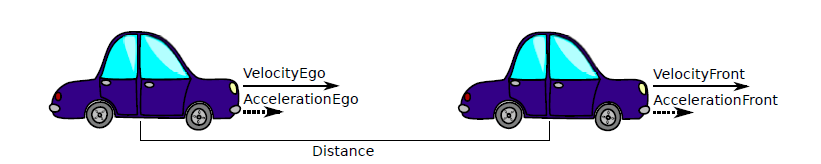 VelocityEgo
AccelerationEgo
VelocityFront
AccelerationFront
Distance